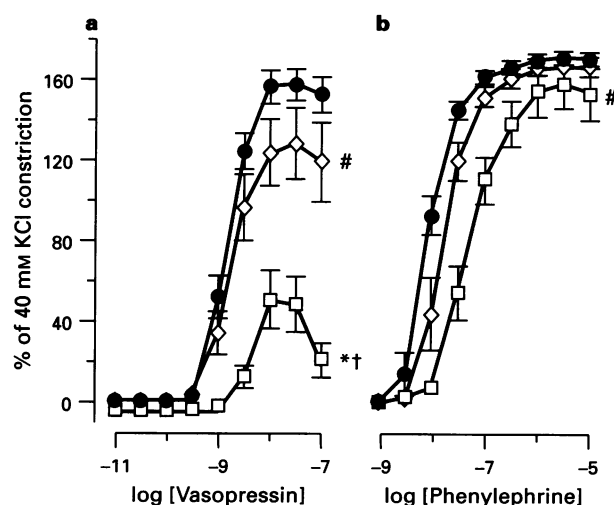 a
b
% of 40 mM KCl constriction
160
120
80
40
0
#
*†
#
−11
−9
−7
−9
−7
−5
log [Vasopressin]
log [Phenylephrine]